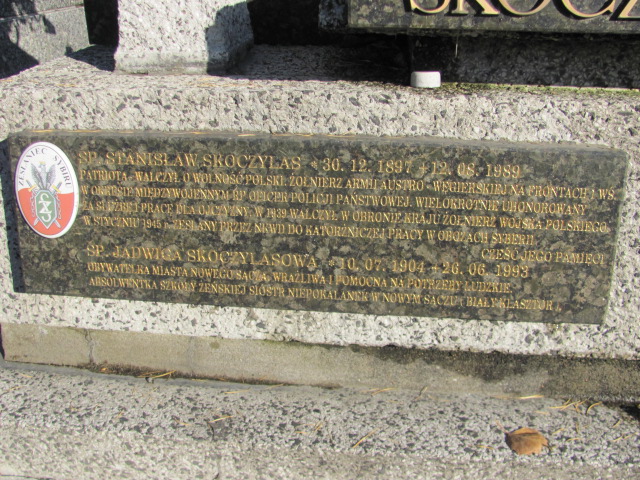 SKOCZ
ZESŁANIEC SYBIRU
ŚP. STANISŁAW SKOCZYLAS * 30. 12. 1897 + 12. 08. 1989
PATRIOTA - WALCZYŁ O WOLNOŚĆ POLSKI. ŻOŁNIERZ ARMII AUSTRO - WĘGIERSKIEJ NA FRONTACH I WŚ.
W OKRESIE MIĘDZYWOJENNYM RP OFICER POLICJI PAŃSTWOWEJ, WIELOKROTNIE UHONOROWANY
ZA SŁUŻBĘ I PRACĘ DLA OJCZYZNY. W 1939 WALCZYŁ W OBRONIE KRAJU ŻOŁNIERZ WOJSKA POLSKIEGO.
W STYCZNIU 1945 r. ZESŁANY PRZEZ NKWD DO KATORŻNICZEJ PRACY W OBOZACH SYBERII.
CZEŚĆ JEGO PAMIĘCI
ŚP. JADWIGA SKOCZYLASOWA * 10. 07. 1904 + 26. 06. 1993
OBYWATELKA MIASTA NOWEGO SĄCZA, WRAŻLIWA I POMOCNA NA POTRZEBY LUDZKIE,
ABSOLWENTKA SZKOŁY ŻEŃSKIEJ SIÓSTR NIEPOKALANEK W NOWYM SĄCZU "BIAŁY KLASZTOR".